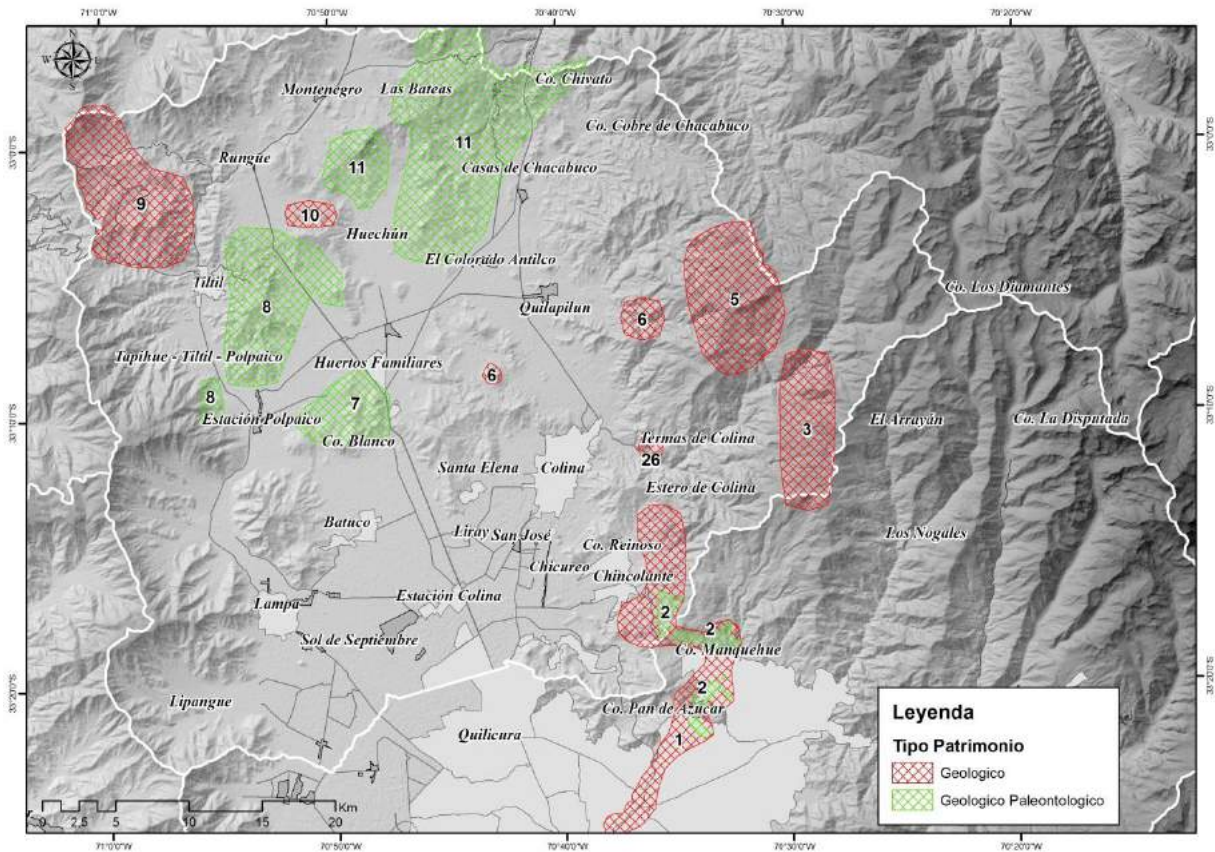 71°0'0"W 70°50'0"W 70°40'0"W 70°30'0"W 70°20'0"W
N
W E
S
Co. Chivato
Montenegro Las Bateas
Co. Cobre de Chacabuco
33°0'0"S 33°0'0"S
11
Rungue 11 Casas de Chacabuco
9 10
Huechún
El Colorado Antilco
Tiltil
Co. Los Diamantes
5
8 Quilapilun 6
Tapihue - Tiltil - Polpaico Huertos Familiares
6
8 7
Estación Polpaico
Co. Blanco
33°10'0"S 33°10'0"S
3 El Arrayán Co. La Disputada
Termas de Colina
26
Santa Elena Colina
Estero de Colina
Batuco
Liray San José Co. Reinoso Los Nogales
Chicureo Chincolante
Estación Colina
Lampa 2
2
Sol de Septiembre
Co. Manquehue
33°20'0"S 33°20'0"S
Lipangue 2
Co. Pan de Azúcar
Quilicura 1
Leyenda
Tipo Patrimonio
Geologico
Geologico Paleontologico
Km
0 2,5 5 10 15 20
71°0'0"W 70°50'0"W 70°40'0"W 70°30'0"W 70°20'0"W